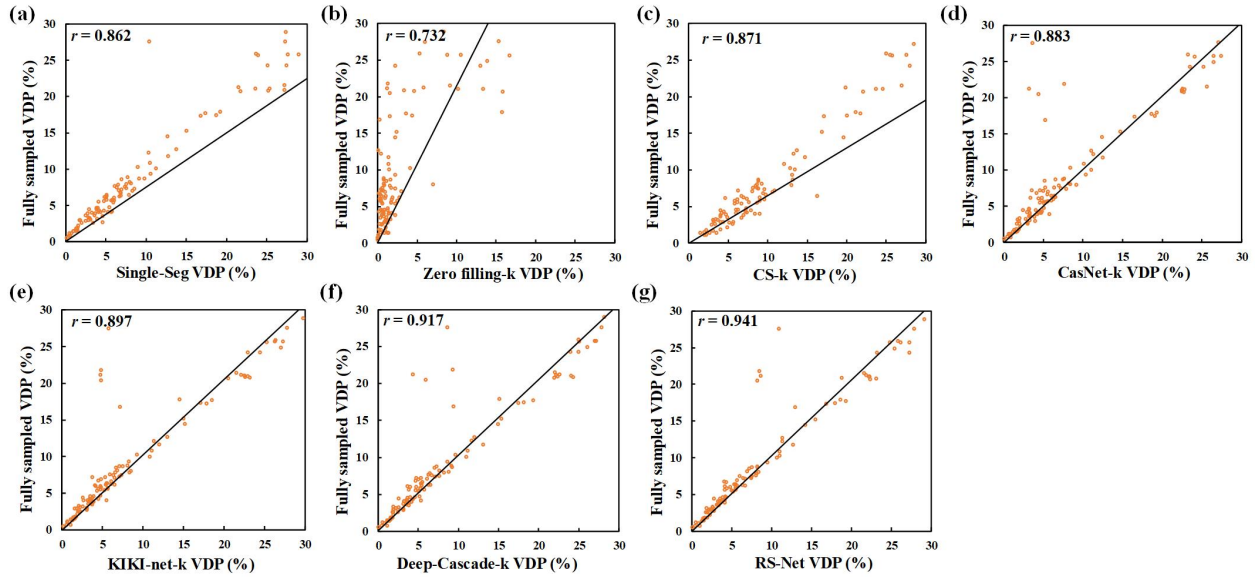 (a)
r = 0.862
Fully sampled VDP (%)
30
25
20
15
10
5
0
0 5 10 15 20 25 30
Single-Seg VDP (%)
(b)
r = 0.732
Fully sampled VDP (%)
30
25
20
15
10
5
0
0 5 10 15 20 25 30
Zero filling-k VDP (%)
(c)
r = 0.871
Fully sampled VDP (%)
30
25
20
15
10
5
0
0 5 10 15 20 25 30
CS-k VDP (%)
(d)
r = 0.883
Fully sampled VDP (%)
30
25
20
15
10
5
0
0 5 10 15 20 25 30
CasNet-k VDP (%)
(e)
r = 0.897
Fully sampled VDP (%)
30
25
20
15
10
5
0
0 5 10 15 20 25 30
KIKI-net-k VDP (%)
(f)
r = 0.917
Fully sampled VDP (%)
30
25
20
15
10
5
0
0 5 10 15 20 25 30
Deep-Cascade-k VDP (%)
(g)
r = 0.941
Fully sampled VDP (%)
30
25
20
15
10
5
0
0 5 10 15 20 25 30
RS-Net VDP (%)